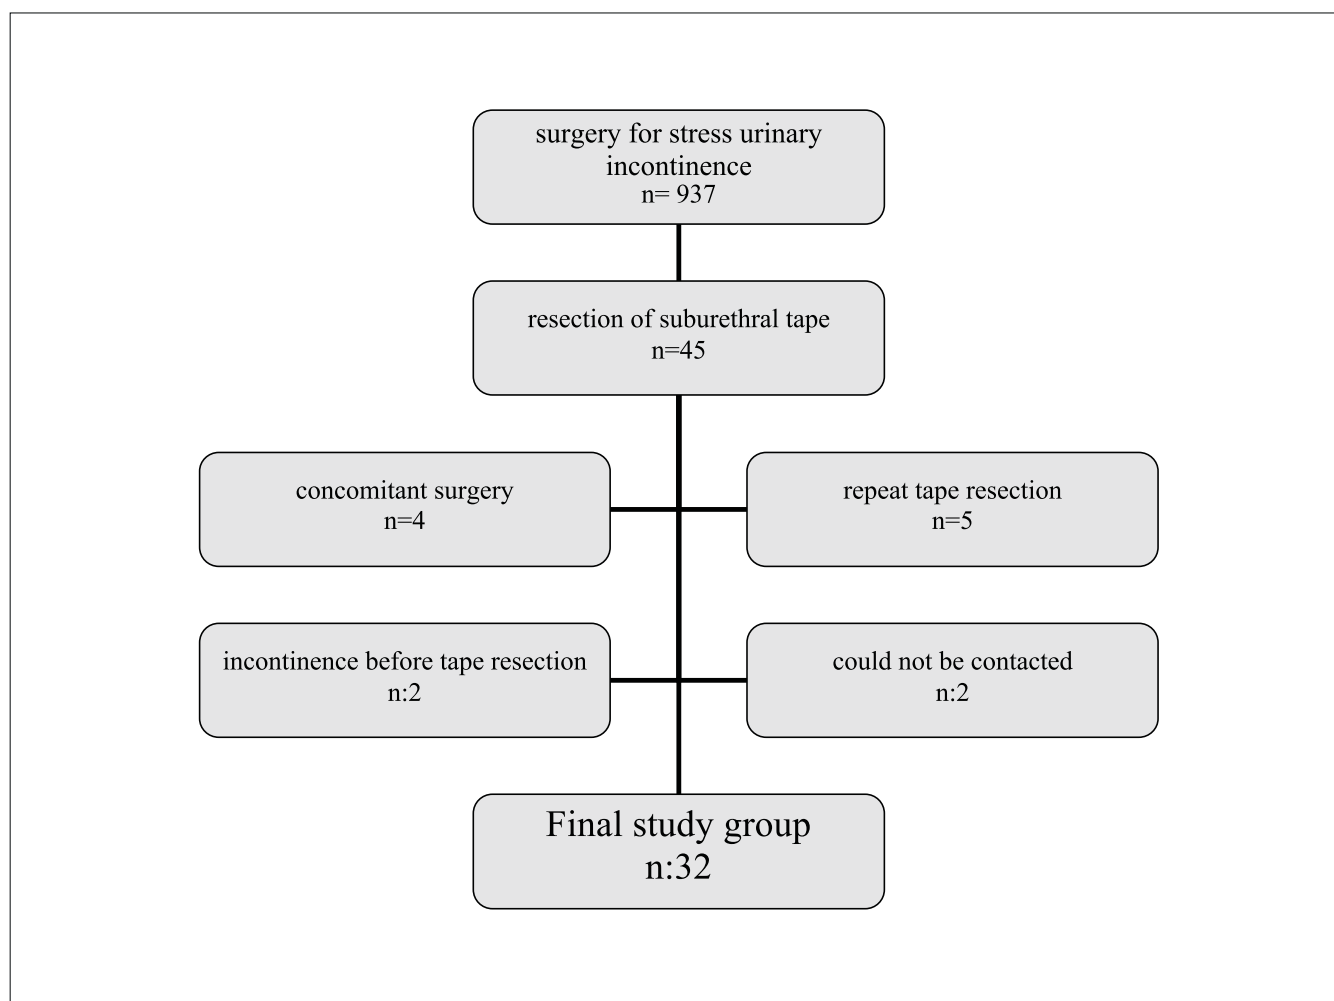 surgery for stress urinary
incontinence
n= 937
resection of suburethral tape
n=45
concomitant surgery
n=4
repeat tape resection
n=5
incontinence before tape resection
n:2
could not be contacted
n:2
Final study group
n:32